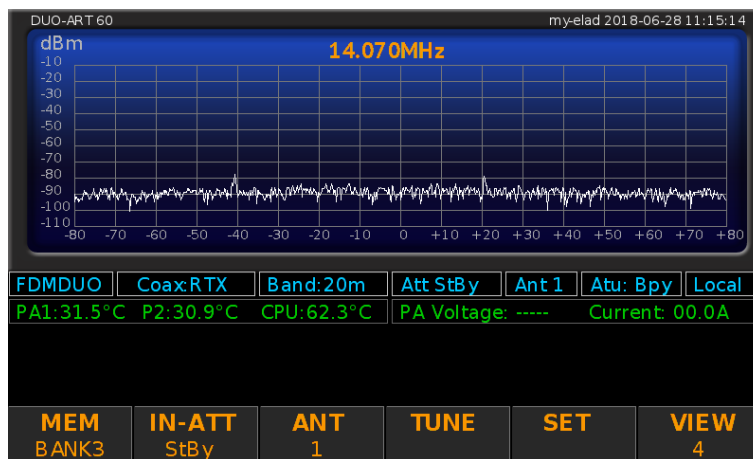 DUO-ART 60 my-elad 2018-06-28 11:15:14
dBm
14.070MHz
-10
-20
-30
-40
-50
-60
-70
-80
-90
-100
-110
-80 -70 -60 -50 -40 -30 -20 -10 0 +10 +20 +30 +40 +50 +60 +70 +80
FDMDUO Coax:RTX Band:20m Att StBy Ant 1 Atu: Bpy Local
PA1:31.5°C P2:30.9°C CPU:62.3°C PA Voltage: ----- Current: 00.0A
MEM IN-ATT ANT TUNE SET VIEW
BANK3 StBy 1 4